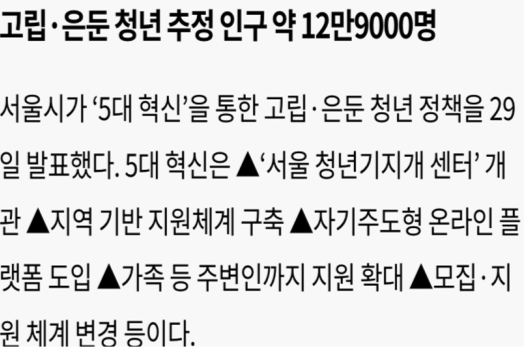 고립·은둔 청년 추정 인구 약 12만9000명
서울시가 ‘5대 혁신’을 통한 고립·은둔 청년 정책을 29
일 발표했다. 5대 혁신은 ▲‘서울 청년기지개 센터’ 개
관 ▲지역 기반 지원체계 구축 ▲자기주도형 온라인 플
랫폼 도입 ▲가족 등 주변인까지 지원 확대 ▲모집·지
원 체계 변경 등이다.